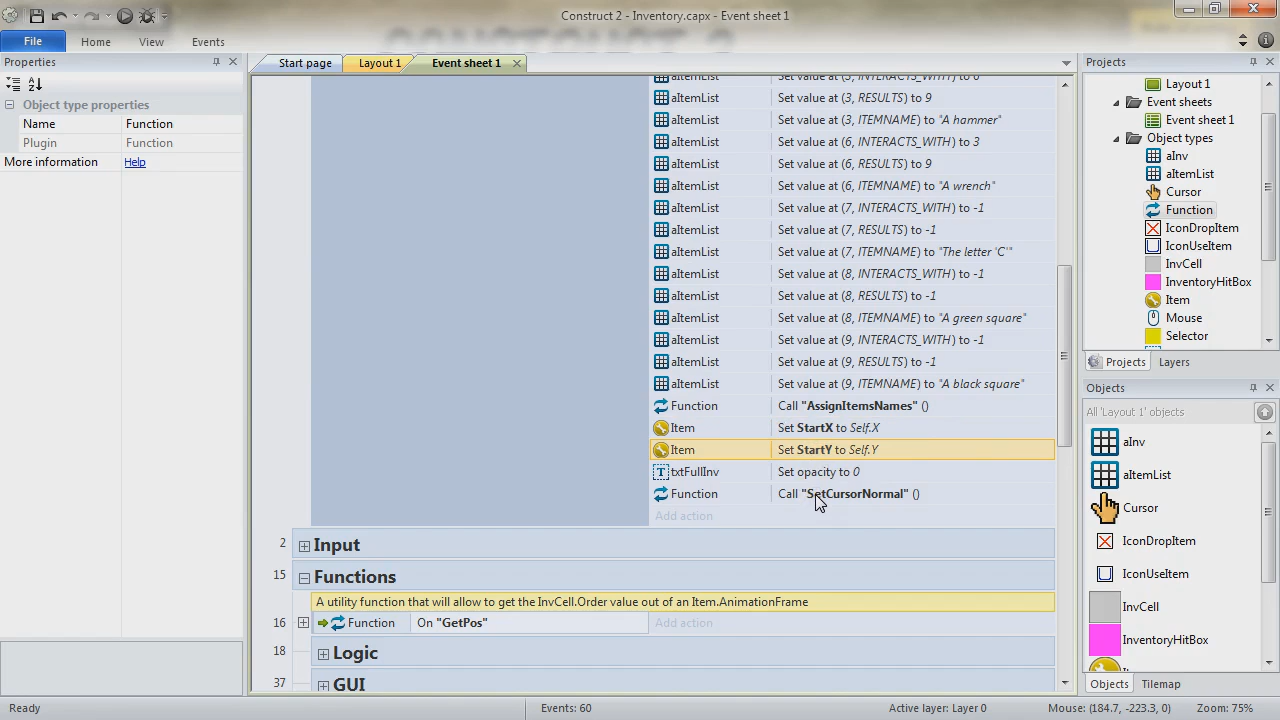 Construct 2 - Inventory.capx - Event sheet 1
File Home View Events
Properties
Start page Layout 1 Event sheet 1
Projects
Object type properties
Name Function
Plugin Function
More information Help
aItemList Set value at (3, INTERACTS_WITH) to 6
aItemList Set value at (3, RESULTS) to 9
aItemList Set value at (3, ITEMNAME) to "A hammer"
aItemList Set value at (6, INTERACTS_WITH) to 3
aItemList Set value at (6, RESULTS) to 9
aItemList Set value at (6, ITEMNAME) to "A wrench"
aItemList Set value at (7, INTERACTS_WITH) to -1
aItemList Set value at (7, RESULTS) to -1
aItemList Set value at (7, ITEMNAME) to "The letter 'C'"
aItemList Set value at (8, INTERACTS_WITH) to -1
aItemList Set value at (8, RESULTS) to -1
aItemList Set value at (8, ITEMNAME) to "A green square"
aItemList Set value at (9, INTERACTS_WITH) to -1
aItemList Set value at (9, RESULTS) to -1
aItemList Set value at (9, ITEMNAME) to "A black square"
Function Call "AssignItemsNames" ()
Item Set StartX to Self.X
Item Set StartY to Self.Y
txtFullInv Set opacity to 0
Function Call "SetCursorNormal" ()
Add action
2 Input
15 Functions
A utility function that will allow to get the InvCell.Order value out of an Item.AnimationFrame
16 Function On "GetPos" Add action
18 Logic
37 GUI
Layout 1
Event sheets
Event sheet 1
Object types
aInv
aItemList
Cursor
Function
IconDropItem
IconUseItem
InvCell
InventoryHitBox
Item
Mouse
Selector
Projects Layers
Objects
All 'Layout 1' objects
aInv
aItemList
Cursor
IconDropItem
IconUseItem
InvCell
InventoryHitBox
Objects Tilemap
Ready Events: 60 Active layer: Layer 0 Mouse: (184.7, -223.3, 0) Zoom: 75%